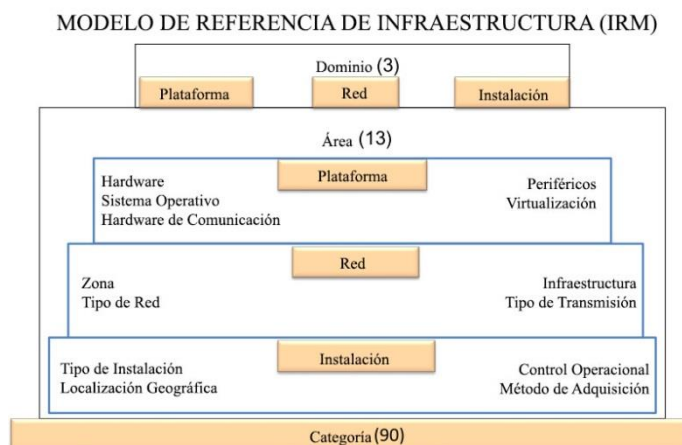 MODELO DE REFERENCIA DE INFRAESTRUCTURA (IRM)
Dominio (3)
Plataforma
Red
Instalación
Área (13)
Plataforma
Hardware
Sistema Operativo
Hardware de Comunicación
Periféricos
Virtualización
Red
Zona
Tipo de Red
Infraestructura
Tipo de Transmisión
Instalación
Tipo de Instalación
Localización Geográfica
Control Operacional
Método de Adquisición
Categoría (90)